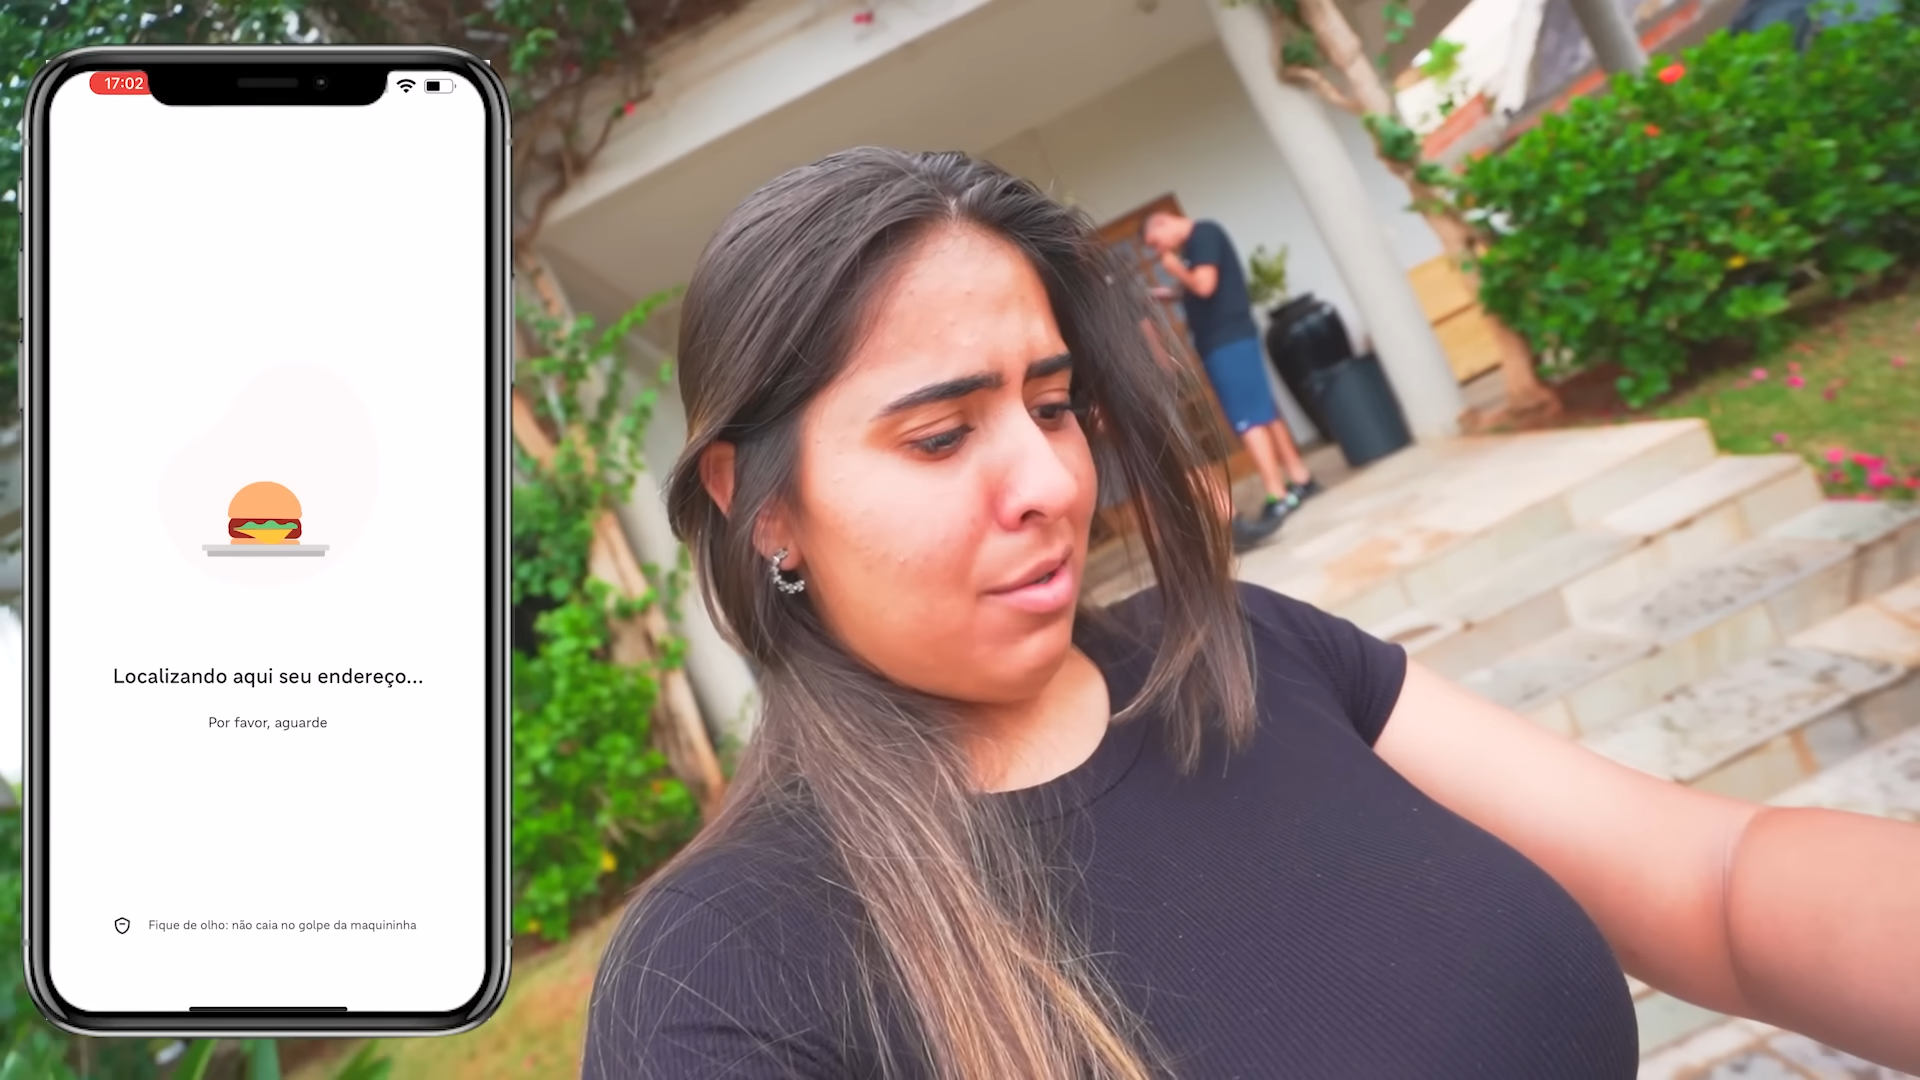 17:02
Localizando aqui seu endereço...
Por favor, aguarde
Fique de olho: não caia no golpe da maquininha